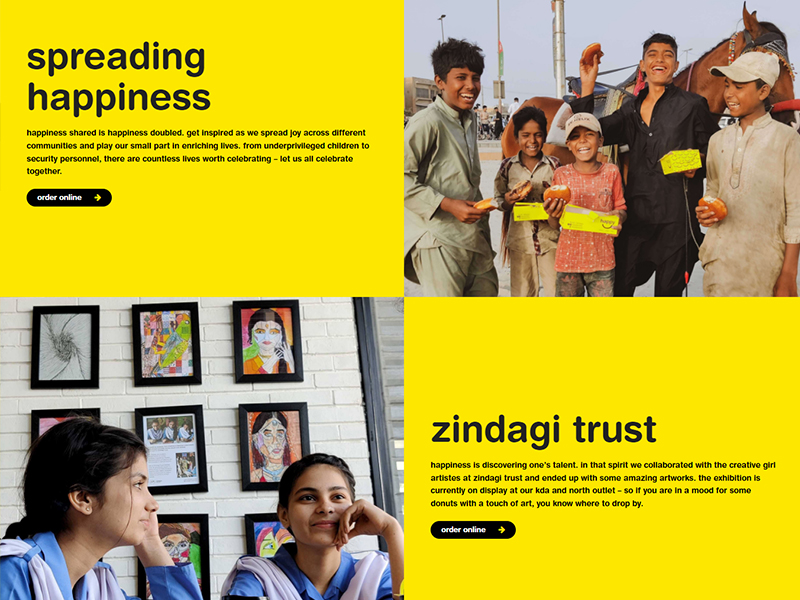 spreading
happiness
happiness shared is happiness doubled. get inspired as we spread joy across different
communities and play our small part in enriching lives. from underprivileged children to
security personnel, there are countless lives worth celebrating – let us all celebrate
together.
order online
zindagi trust
happiness is discovering one's talent. in that spirit we collaborated with the creative girl
artistes at zindagi trust and ended up with some amazing artworks. the exhibition is
currently on display at our kda and north outlet – so if you are in a mood for some
donuts with a touch of art, you know where to drop by.
order online